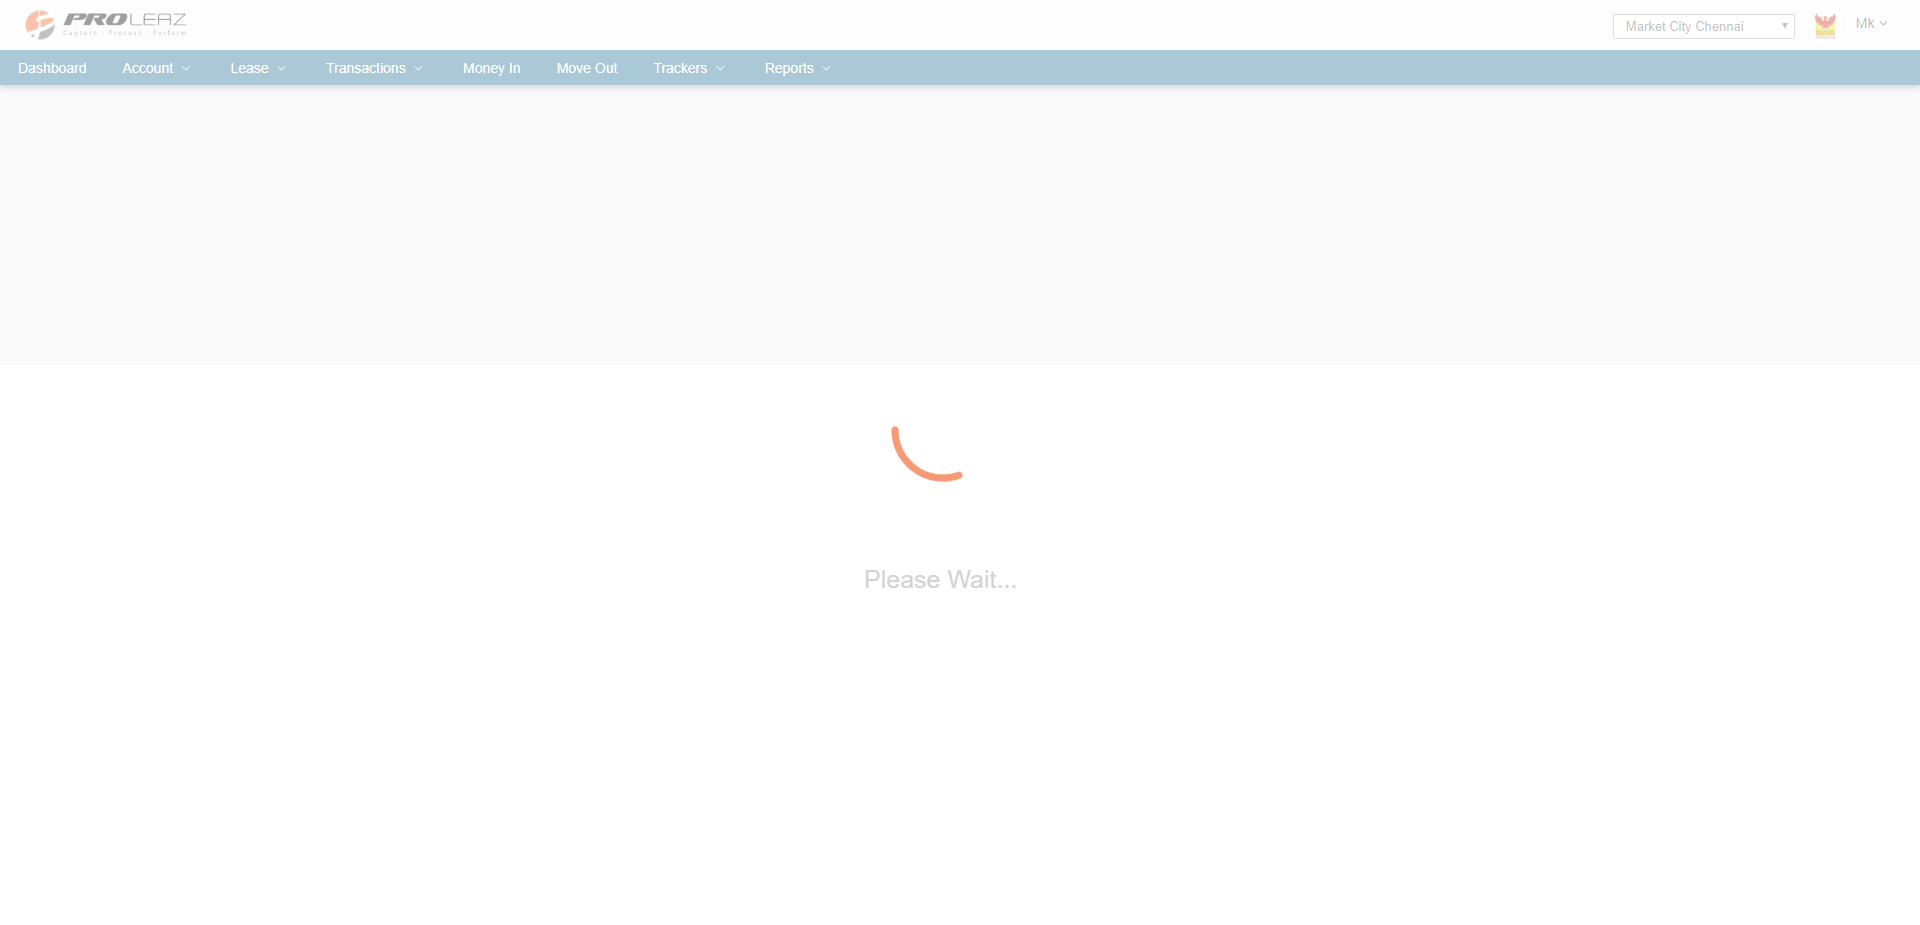 PROLEAZ
Capture | Process | Perform
Market City Chennai
Mk
Dashboard Account Lease Transactions Money In Move Out Trackers Reports
Please Wait...